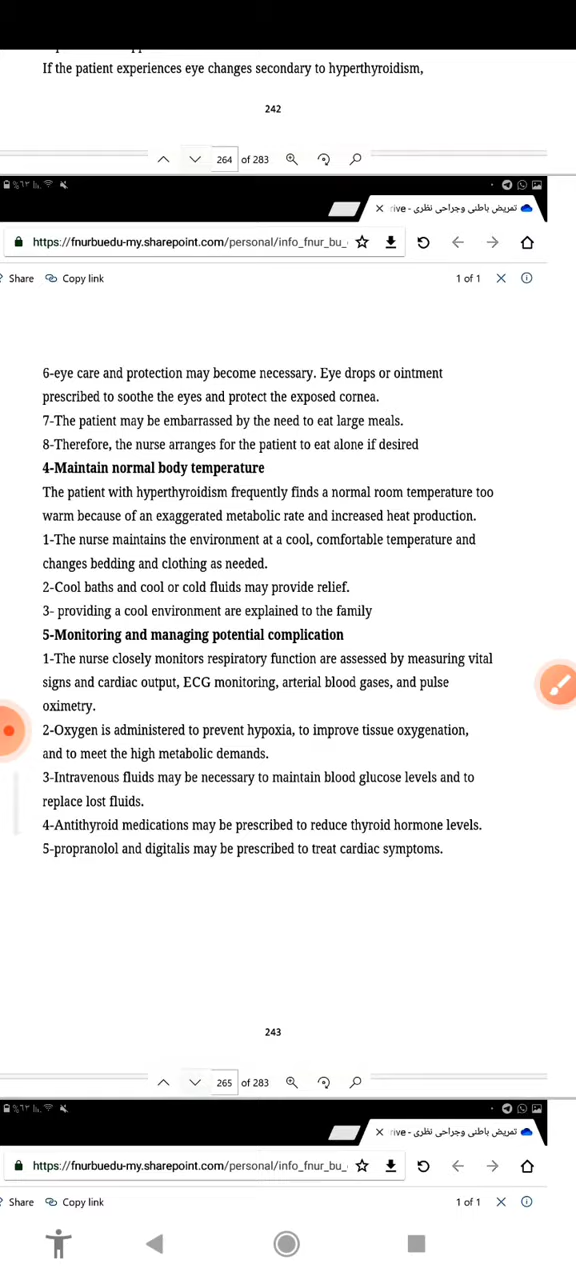 If the patient experiences eye changes secondary to hyperthyroidism,
242
264 of 283
تمريض باطنى وجراحى نظرى - rive
https://fnurbuedu-my.sharepoint.com/personal/info_fnur_bu_
Share Copy link 1 of 1
6-eye care and protection may become necessary. Eye drops or ointment
prescribed to soothe the eyes and protect the exposed cornea.
7-The patient may be embarrassed by the need to eat large meals.
8-Therefore, the nurse arranges for the patient to eat alone if desired
4-Maintain normal body temperature
The patient with hyperthyroidism frequently finds a normal room temperature too
warm because of an exaggerated metabolic rate and increased heat production.
1-The nurse maintains the environment at a cool, comfortable temperature and
changes bedding and clothing as needed.
2-Cool baths and cool or cold fluids may provide relief.
3- providing a cool environment are explained to the family
5-Monitoring and managing potential complication
1-The nurse closely monitors respiratory function are assessed by measuring vital
signs and cardiac output, ECG monitoring, arterial blood gases, and pulse
oximetry.
2-Oxygen is administered to prevent hypoxia, to improve tissue oxygenation,
and to meet the high metabolic demands.
3-Intravenous fluids may be necessary to maintain blood glucose levels and to
replace lost fluids.
4-Antithyroid medications may be prescribed to reduce thyroid hormone levels.
5-propranolol and digitalis may be prescribed to treat cardiac symptoms.
243
265 of 283
تمريض باطنى وجراحى نظرى - rive
https://fnurbuedu-my.sharepoint.com/personal/info_fnur_bu_
Share Copy link 1 of 1